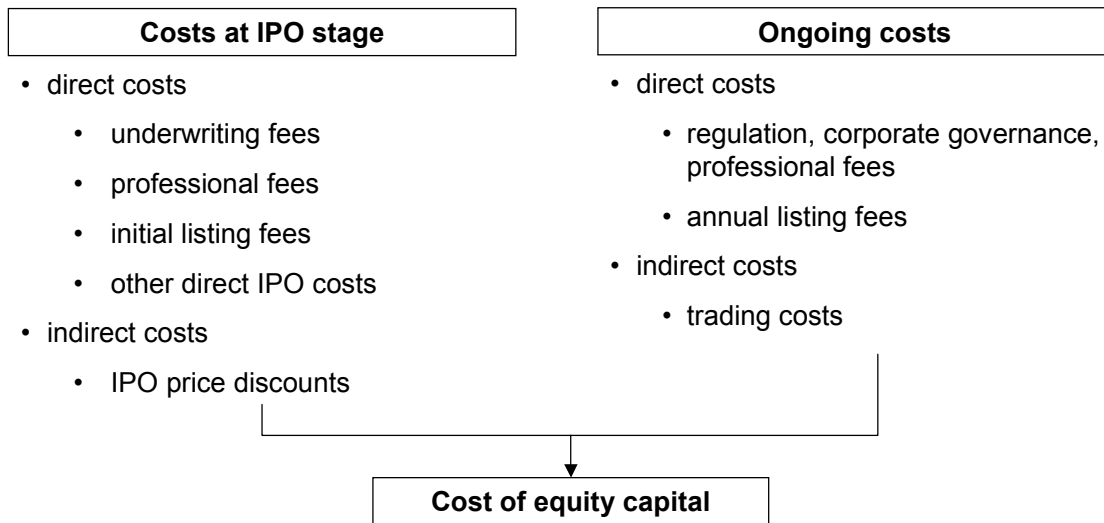 Costs at IPO stage
• direct costs
• underwriting fees
• professional fees
• initial listing fees
• other direct IPO costs
• indirect costs
• IPO price discounts
Ongoing costs
• direct costs
• regulation, corporate governance,
professional fees
• annual listing fees
• indirect costs
• trading costs
Cost of equity capital